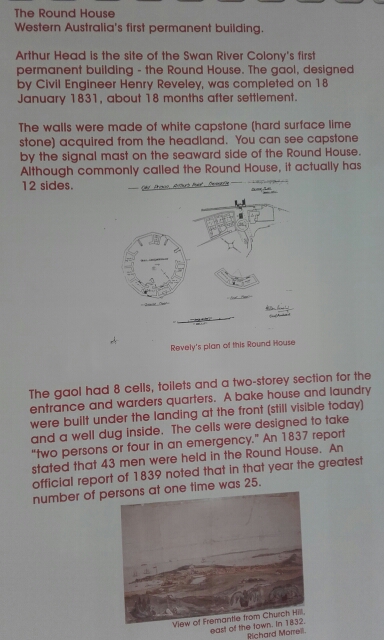 The Round House
Western Australia's first permanent building.
Arthur Head is the site of the Swan River Colony's first
permanent building - the Round House. The gaol, designed
by Civil Engineer Henry Reveley, was completed on 18
January 1831, about 18 months after settlement.
The walls were made of white capstone (hard surface lime
stone) acquired from the headland. You can see capstone
by the signal mast on the seaward side of the Round House.
Although commonly called the Round House, it actually has
12 sides.
Revely's plan of this Round House
The gaol had 8 cells, toilets and a two-storey section for the
entrance and warders quarters. A bake house and laundry
were built under the landing at the front (still visible today)
and a well dug inside. The cells were designed to take
"two persons or four in an emergency." An 1837 report
stated that 43 men were held in the Round House. An
official report of 1839 noted that in that year the greatest
number of persons at one time was 25.
View of Fremantle from Church Hill,
east of the town. In 1832.
Richard Morrell.